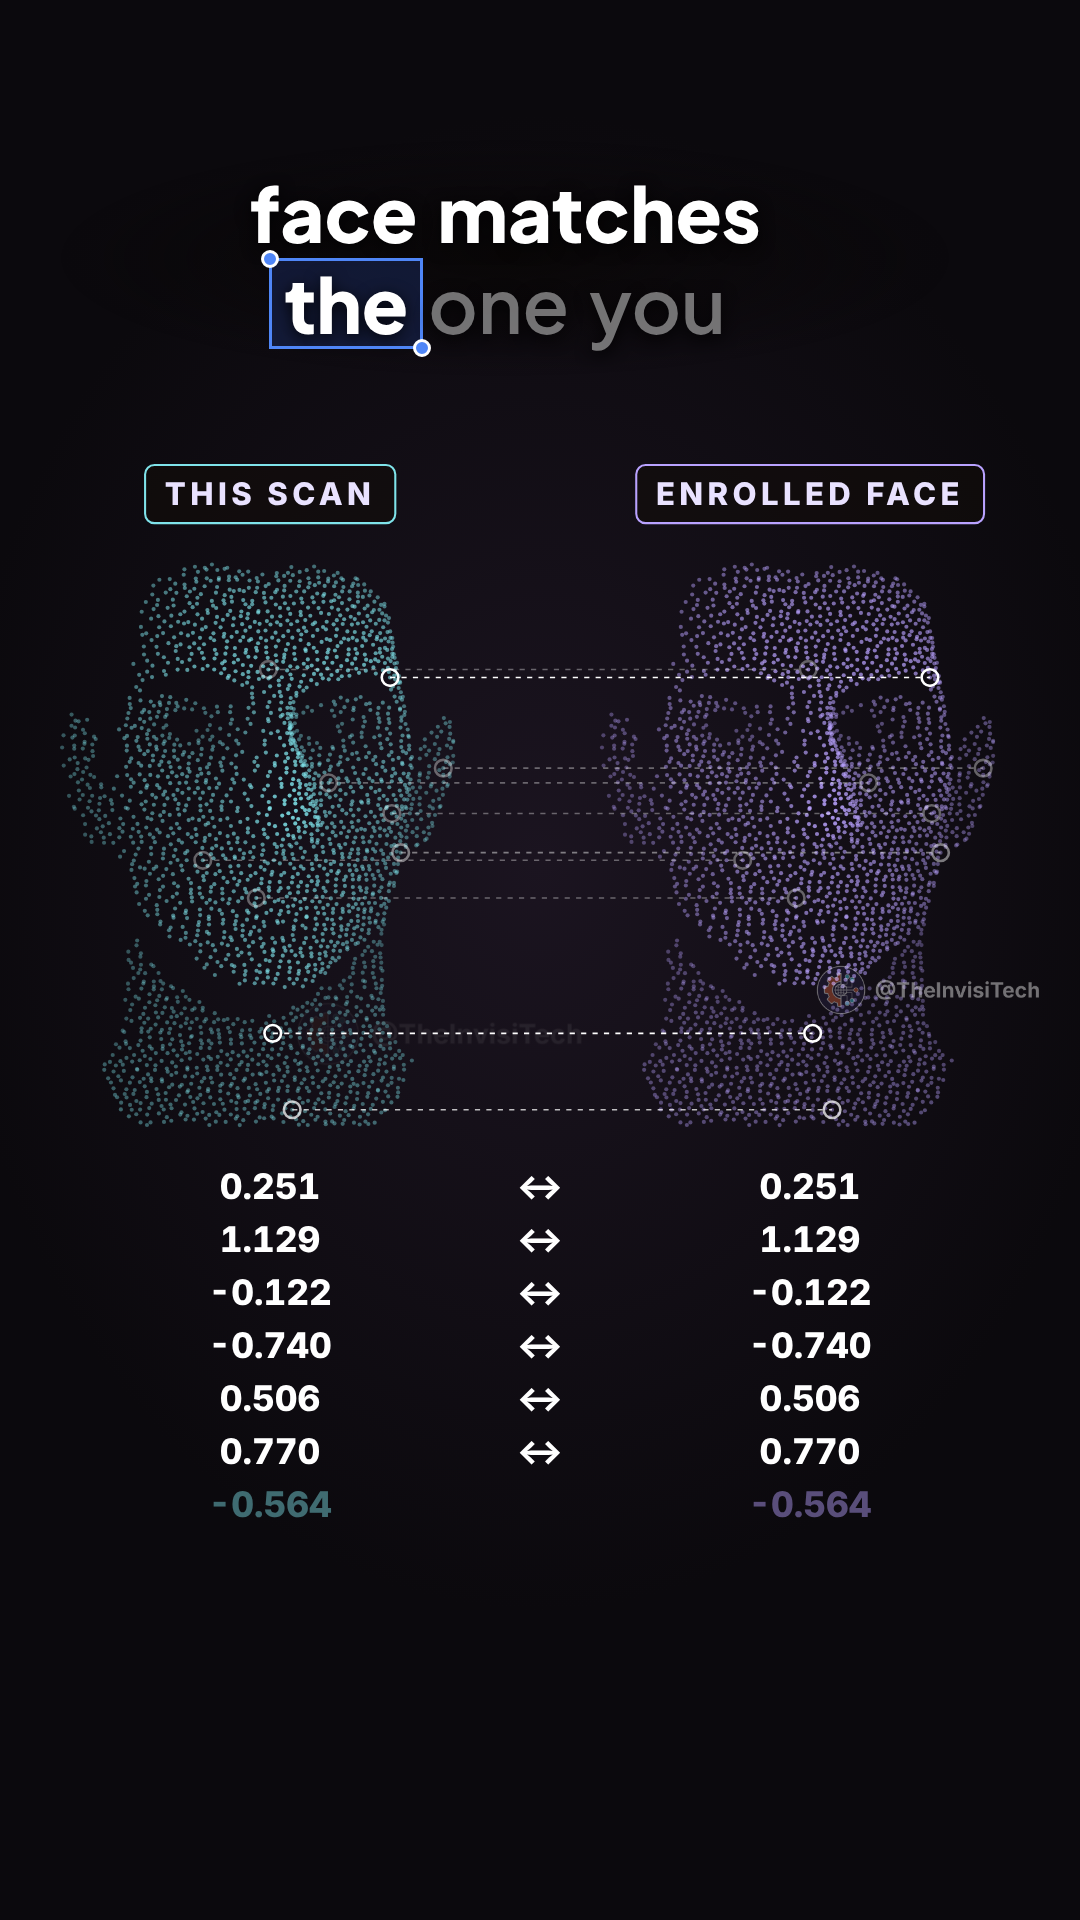 face matches
the one you
THIS SCAN
ENROLLED FACE
@TheInvisiTech
@TheInvisiTech
0.251 ↔ 0.251
1.129 ↔ 1.129
-0.122 ↔ -0.122
-0.740 ↔ -0.740
0.506 ↔ 0.506
0.770 ↔ 0.770
-0.564 -0.564